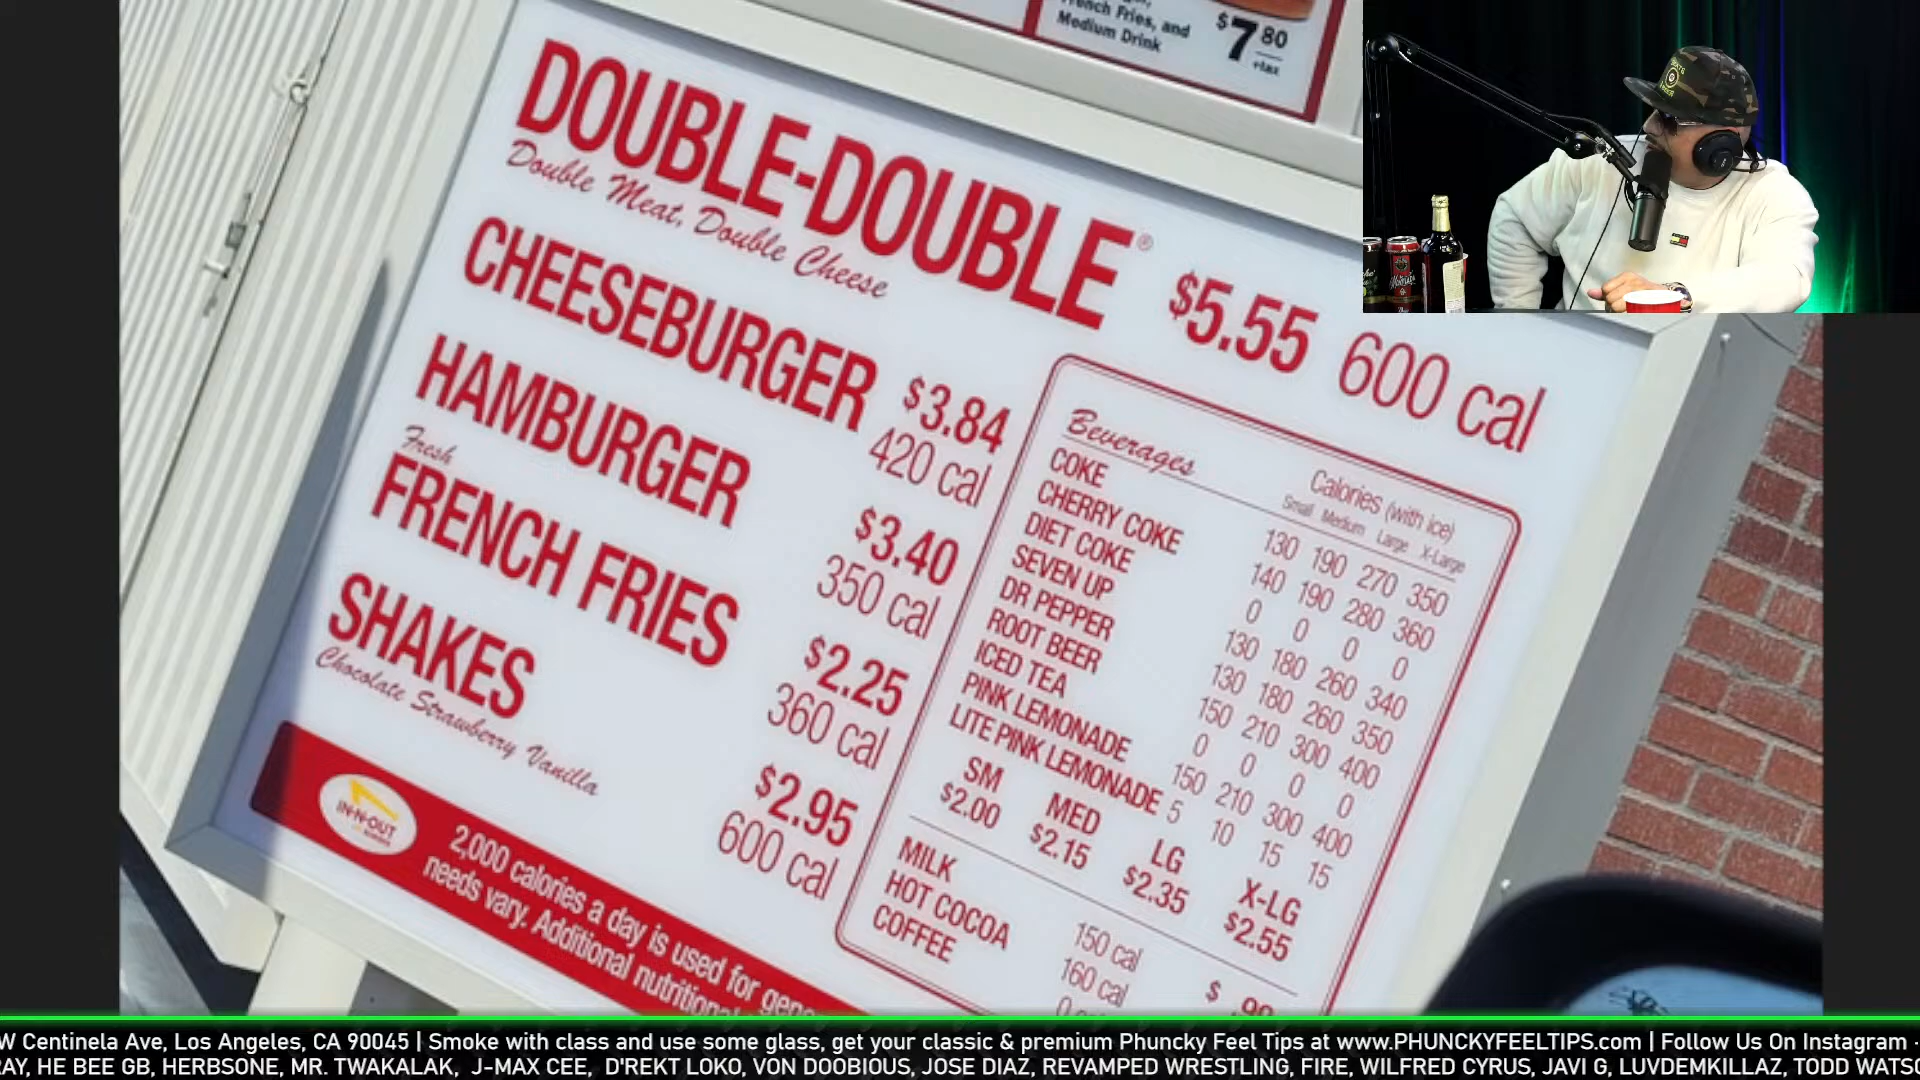 French Fries, and
Medium Drink
$7 80
+tax
DOUBLE-DOUBLE®
Double Meat, Double Cheese
$5.55 600 cal
CHEESEBURGER
$3.84
420 cal
HAMBURGER
$3.40
350 cal
Fresh
FRENCH FRIES
$2.25
360 cal
SHAKES
Chocolate Strawberry Vanilla
$2.95
600 cal
Beverages
Calories (with ice)
Small Medium Large X-Large
COKE 130 190 270 350
CHERRY COKE 140 190 280 360
DIET COKE 0 0 0 0
SEVEN UP 130 180 260 340
DR PEPPER 130 180 260 350
ROOT BEER 150 210 300 400
ICED TEA 0 0 0 0
PINK LEMONADE 150 210 300 400
LITE PINK LEMONADE 5 10 15 15
SM MED LG X-LG
$2.00 $2.15 $2.35 $2.55
MILK 150 cal
HOT COCOA 160 cal
COFFEE
IN-N-OUT
2,000 calories a day is used for
needs vary. Additional nutritional
W Centinela Ave, Los Angeles, CA 90045 | Smoke with class and use some glass, get your classic & premium Phuncky Feel Tips at www.PHUNCKYFEELTIPS.com | Follow Us On Instagram
HE BEE GB, HERBSONE, MR. TWAKALAK, J-MAX CEE, D'REKT LOKO, VON DOOBIOUS, JOSE DIAZ, REVAMPED WRESTLING, FIRE, WILFRED CYRUS, JAVI G, LUVDEMKILLAZ, TODD